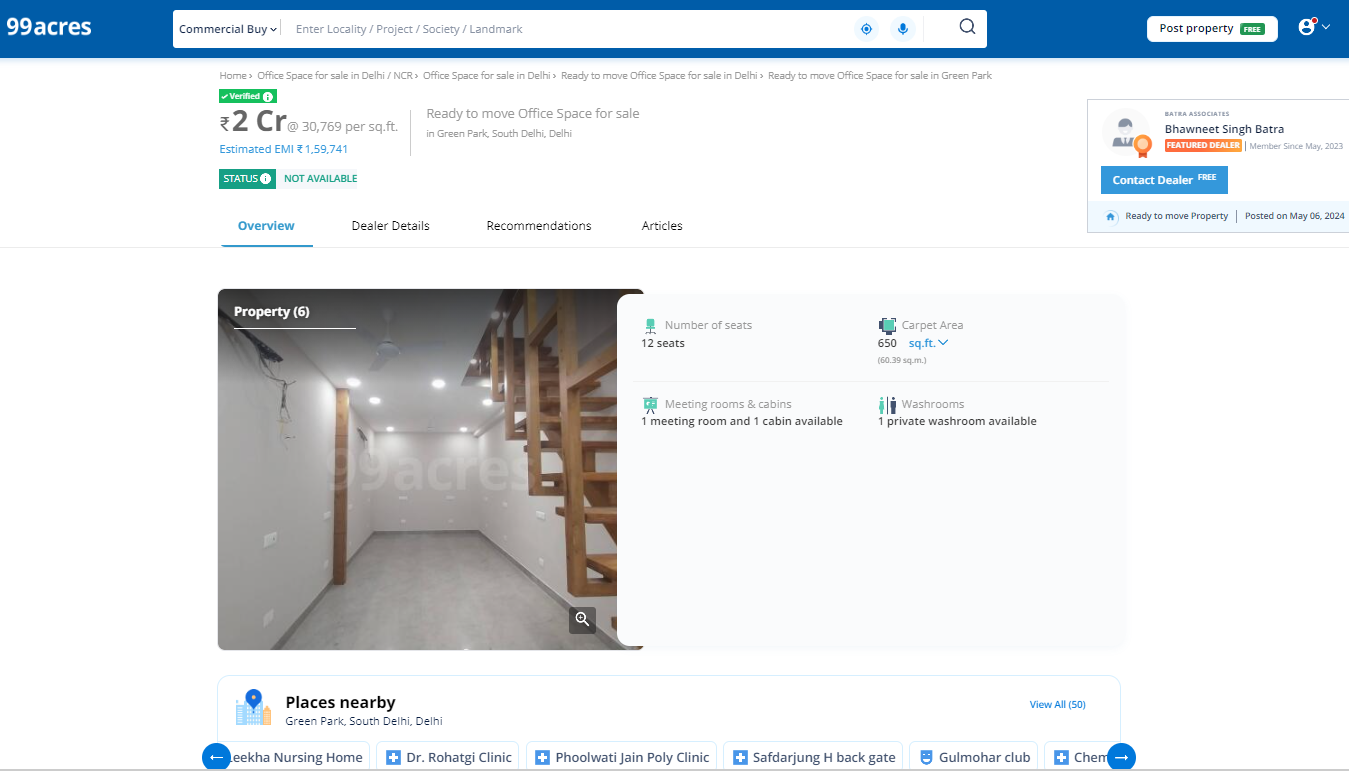 99acres
Commercial Buy
Enter Locality / Project / Society / Landmark
Post property FREE
Home › Office Space for sale in Delhi / NCR › Office Space for sale in Delhi › Ready to move Office Space for sale in Delhi › Ready to move Office Space for sale in Green Park
Verified
₹2 Cr @ 30,769 per sq.ft.
Estimated EMI ₹ 1,59,741
Ready to move Office Space for sale
in Green Park, South Delhi, Delhi
STATUS NOT AVAILABLE
BATRA ASSOCIATES
Bhawneet Singh Batra
FEATURED DEALER | Member Since May, 2023
Contact Dealer FREE
Ready to move Property | Posted on May 06, 2024
Overview Dealer Details Recommendations Articles
Property (6)
99acres
Number of seats
12 seats
Carpet Area
650 sq.ft.
(60.39 sq.m.)
Meeting rooms & cabins
1 meeting room and 1 cabin available
Washrooms
1 private washroom available
Places nearby
Green Park, South Delhi, Delhi
View All (50)
eekha Nursing Home Dr. Rohatgi Clinic Phoolwati Jain Poly Clinic Safdarjung H back gate Gulmohar club Chem